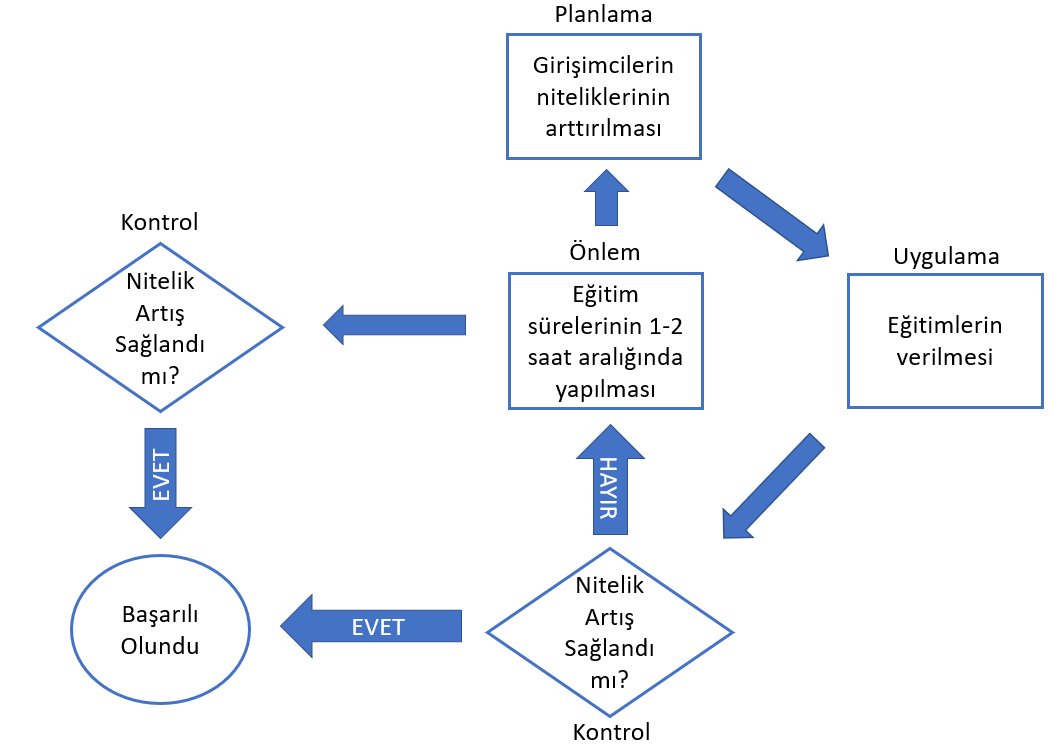 Planlama
Girişimcilerin
niteliklerinin
arttırılması
Kontrol
Nitelik
Artış
Sağlandı
mı?
Önlem
Eğitim
sürelerinin 1-2
saat aralığında
yapılması
Uygulama
Eğitimlerin
verilmesi
EVET
HAYIR
Başarılı
Olundu
EVET
Nitelik
Artış
Sağlandı
mı?
Kontrol